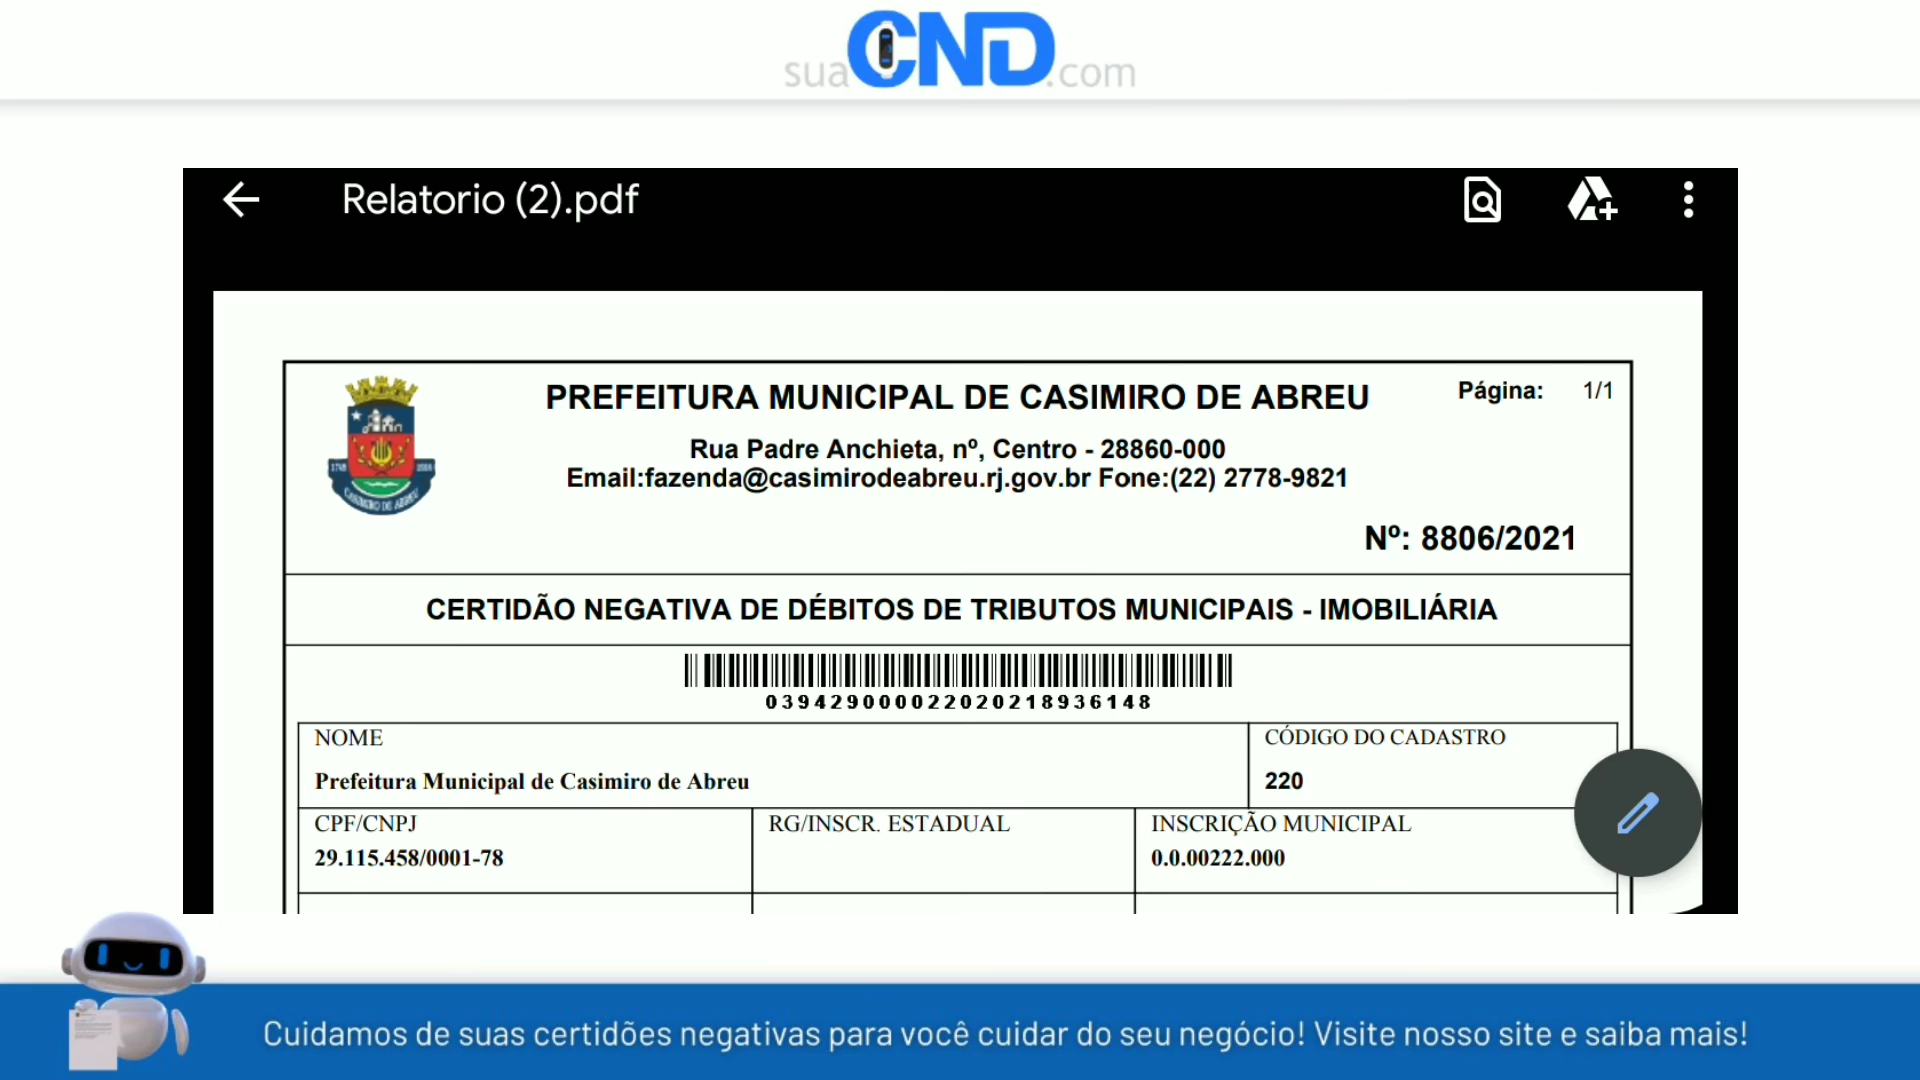 suaCND.com
Relatorio (2).pdf
PREFEITURA MUNICIPAL DE CASIMIRO DE ABREU
Página: 1/1
Rua Padre Anchieta, nº, Centro - 28860-000
Email:fazenda@casimirodeabreu.rj.gov.br Fone:(22) 2778-9821
Nº: 8806/2021
CERTIDÃO NEGATIVA DE DÉBITOS DE TRIBUTOS MUNICIPAIS - IMOBILIÁRIA
039429000022020218936148
NOME
CÓDIGO DO CADASTRO
Prefeitura Municipal de Casimiro de Abreu
220
CPF/CNPJ
RG/INSCR. ESTADUAL
INSCRIÇÃO MUNICIPAL
29.115.458/0001-78
0.0.00222.000
CASIMIRO DE ABREU
Cuidamos de suas certidões negativas para você cuidar do seu negócio! Visite nosso site e saiba mais!